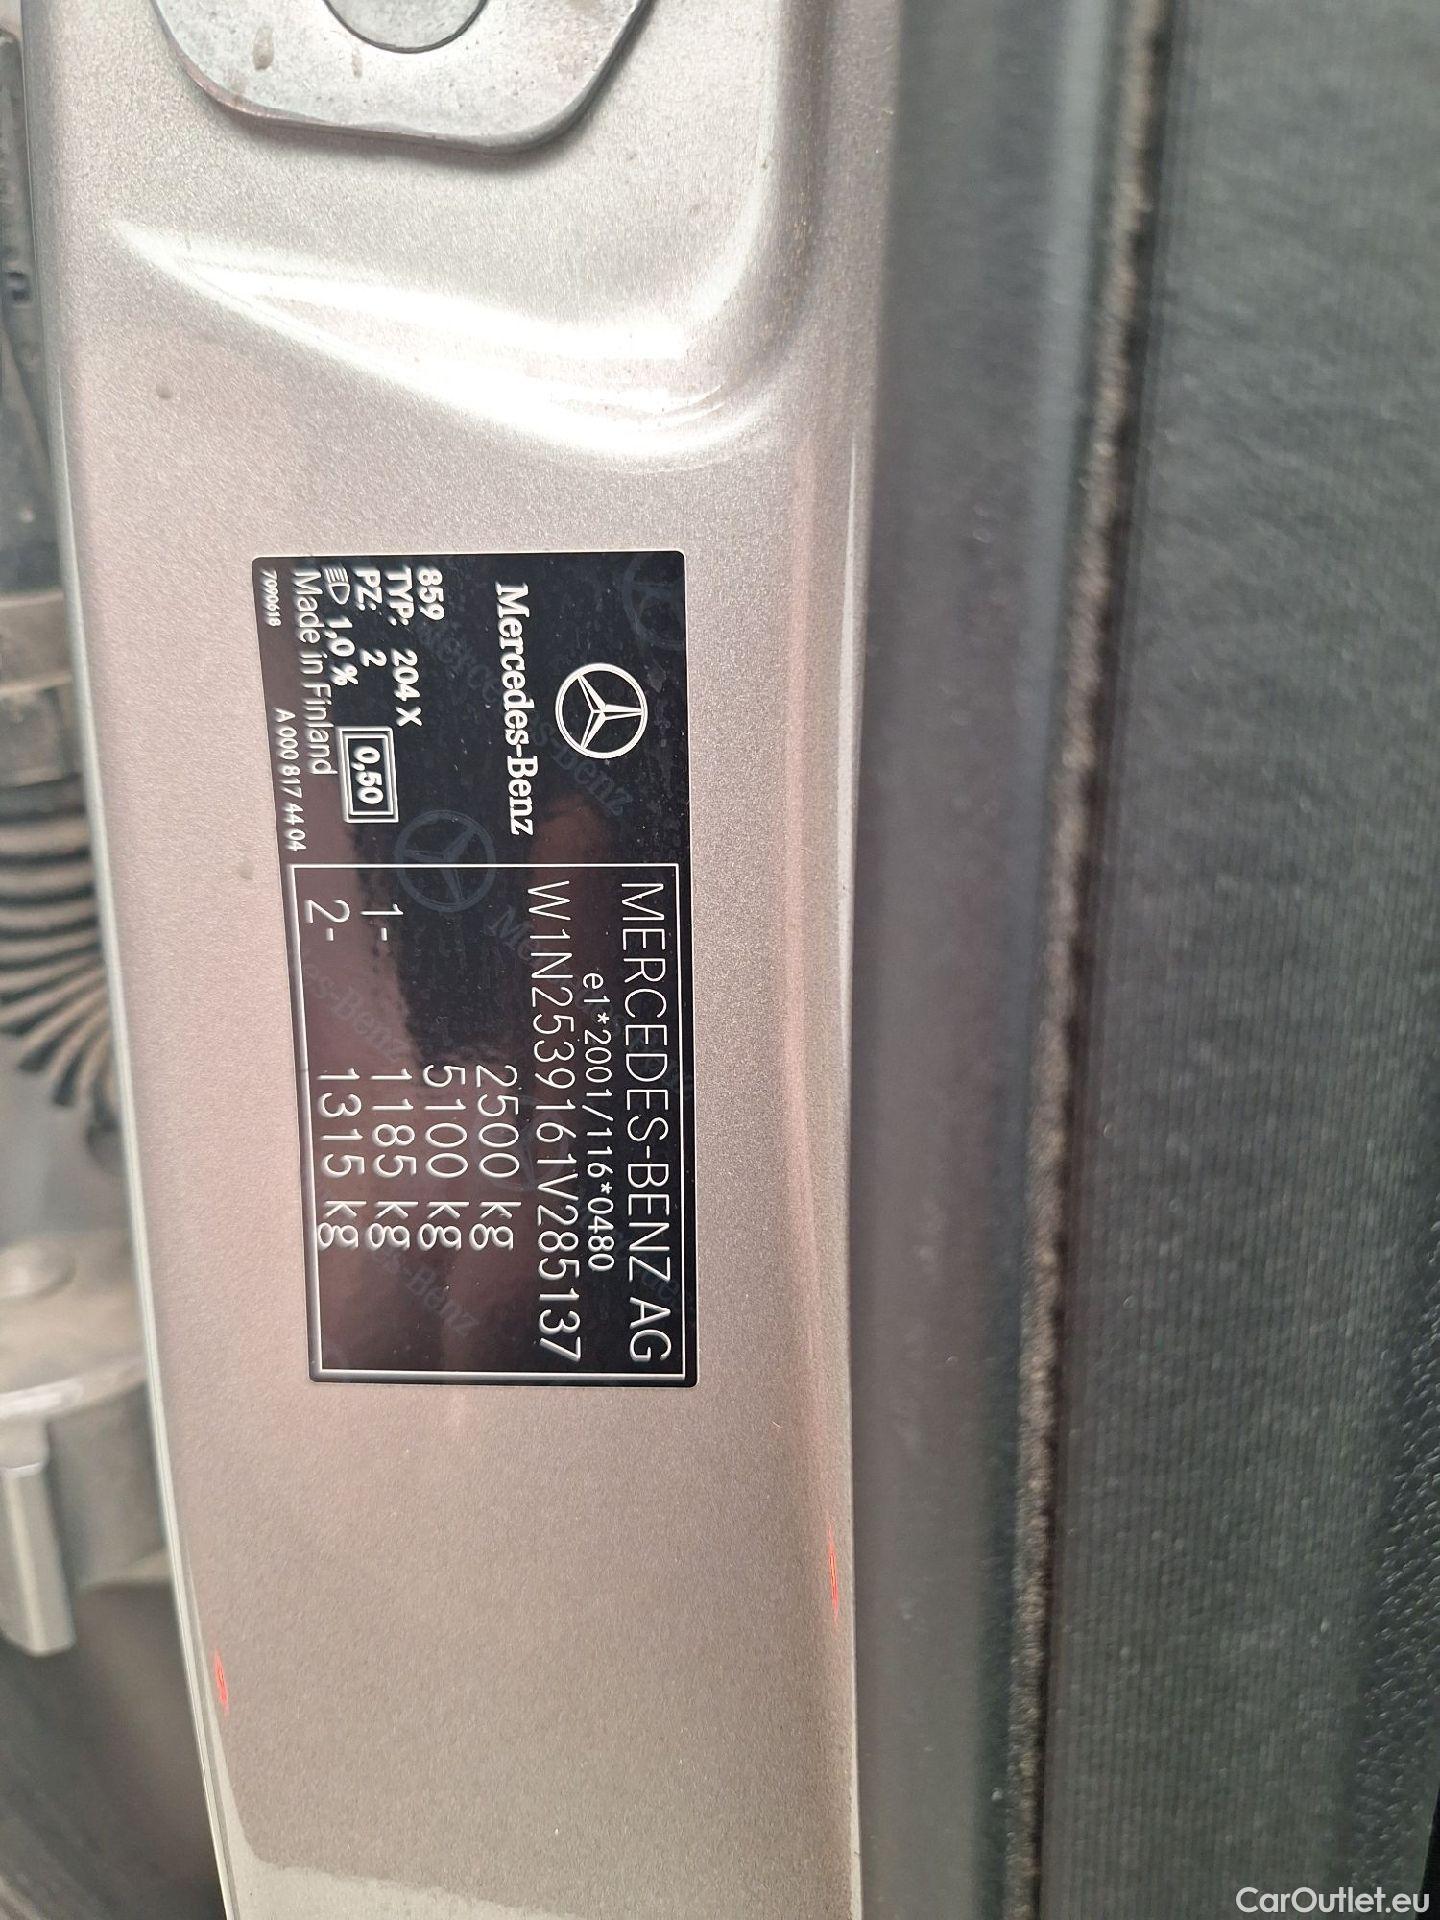 Mercedes-Benz
859
TYP: 204 X
PZ: 2
1,0 %
0,50
Made in Finland
7090618
A 000 817 44 04
MERCEDES-BENZ AG
e1*2001/116*0480
W1N2539161V285137
2500 kg
5100 kg
1- 1185 kg
2- 1315 kg
CarOutlet.eu